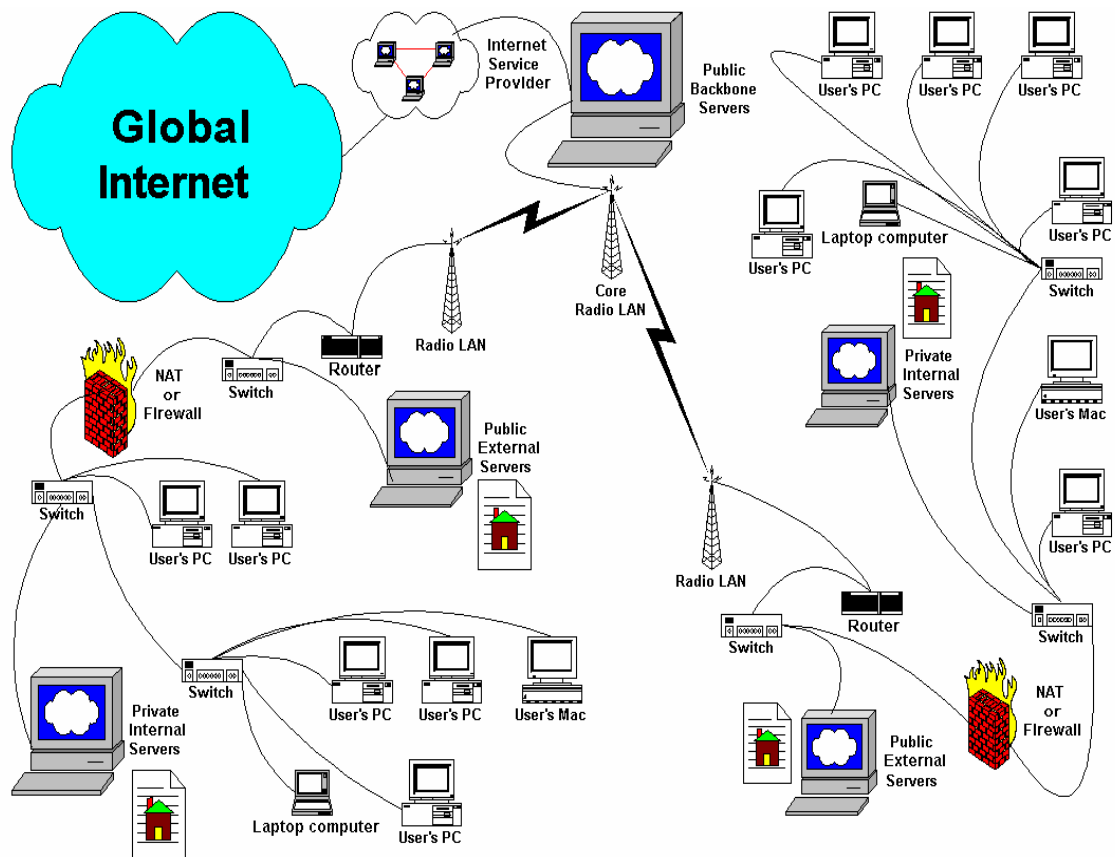 Global
Internet
Internet
Service
Provider
Public
Backbone
Servers
User's PC
User's PC
User's PC
User's PC
Laptop computer
User's PC
Switch
Core
Radio LAN
Radio LAN
Router
Switch
NAT
or
Firewall
Public
External
Servers
Switch
User's PC
User's PC
Private
Internal
Servers
User's Mac
User's PC
Radio LAN
Router
Switch
Switch
Switch
User's PC
User's PC
User's Mac
Private
Internal
Servers
Laptop computer
User's PC
Public
External
Servers
NAT
or
Firewall